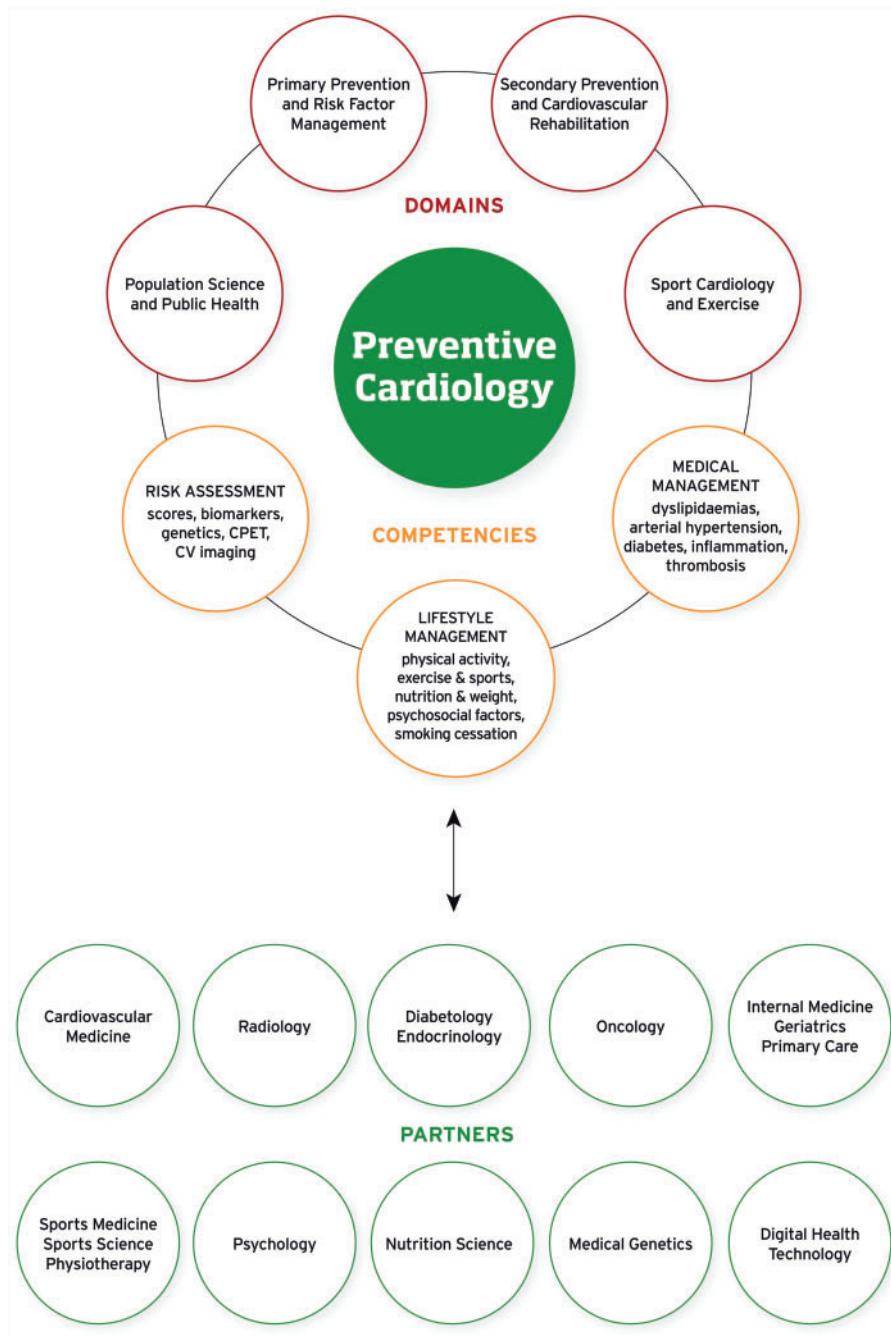 Primary Prevention
and Risk Factor
Management
Secondary Prevention
and Cardiovascular
Rehabilitation
DOMAINS
Population Science
and Public Health
Sport Cardiology
and Exercise
Preventive
Cardiology
RISK ASSESSMENT
scores, biomarkers,
genetics, CPET,
CV imaging
COMPETENCIES
MEDICAL
MANAGEMENT
dyslipidaemias,
arterial hypertension,
diabetes, inflammation,
thrombosis
LIFESTYLE
MANAGEMENT
physical activity,
exercise & sports,
nutrition & weight,
psychosocial factors,
smoking cessation
Cardiovascular
Medicine
Radiology
Diabetology
Endocrinology
Oncology
Internal Medicine
Geriatrics
Primary Care
PARTNERS
Sports Medicine
Sports Science
Physiotherapy
Psychology
Nutrition Science
Medical Genetics
Digital Health
Technology